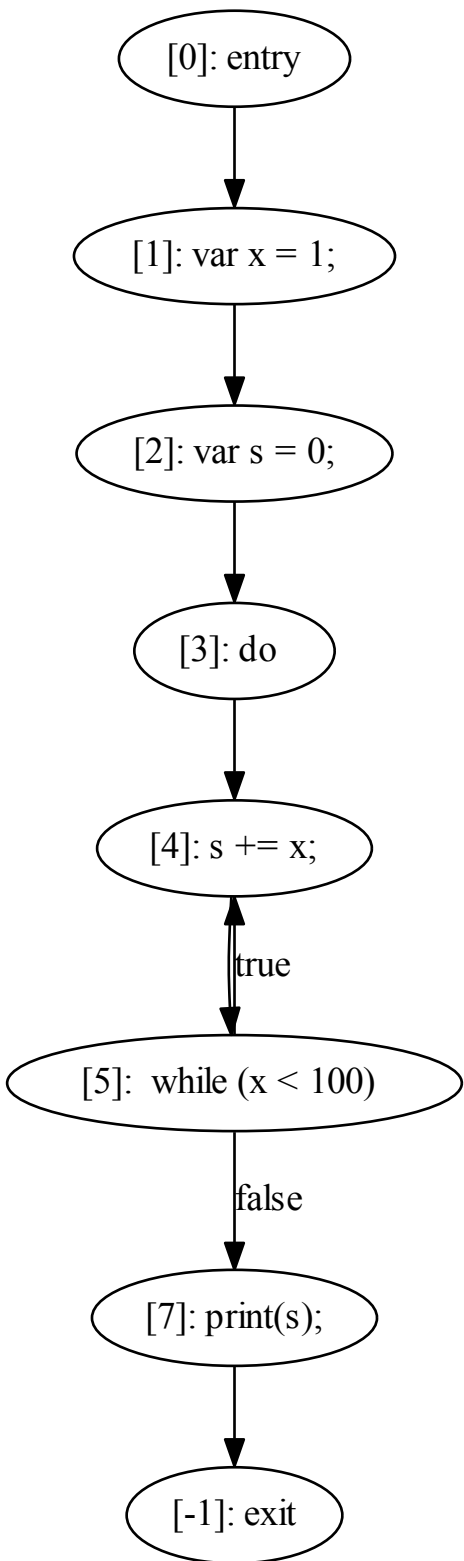 [0]: entry
[1]: var x = 1;
[2]: var s = 0;
[3]: do
[4]: s += x;
true
[5]:  while (x < 100)
false
[7]: print(s);
[-1]: exit